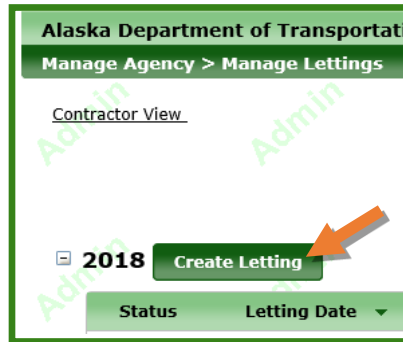 Alaska Department of Transportati
Manage Agency > Manage Lettings
Admin
Admin
Contractor View
Admin
Admin
2018 Create Letting
Admin
Status Letting Date